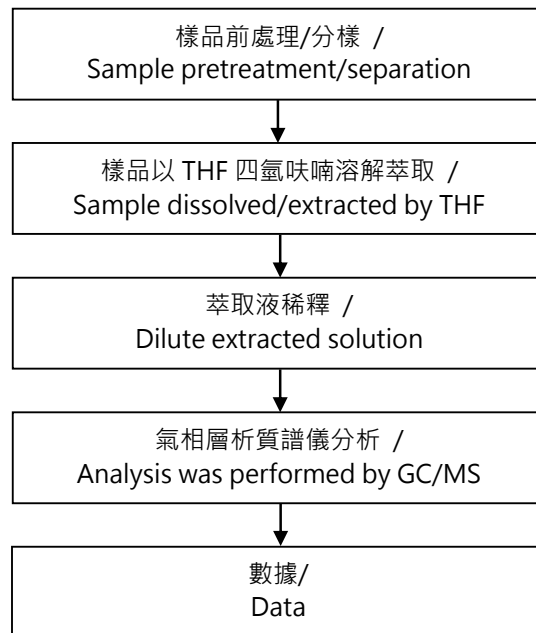 樣品前處理/分樣 /
Sample pretreatment/separation
樣品以 THF 四氫呋喃溶解萃取 /
Sample dissolved/extracted by THF
萃取液稀釋 /
Dilute extracted solution
氣相層析質譜儀分析 /
Analysis was performed by GC/MS
數據/
Data